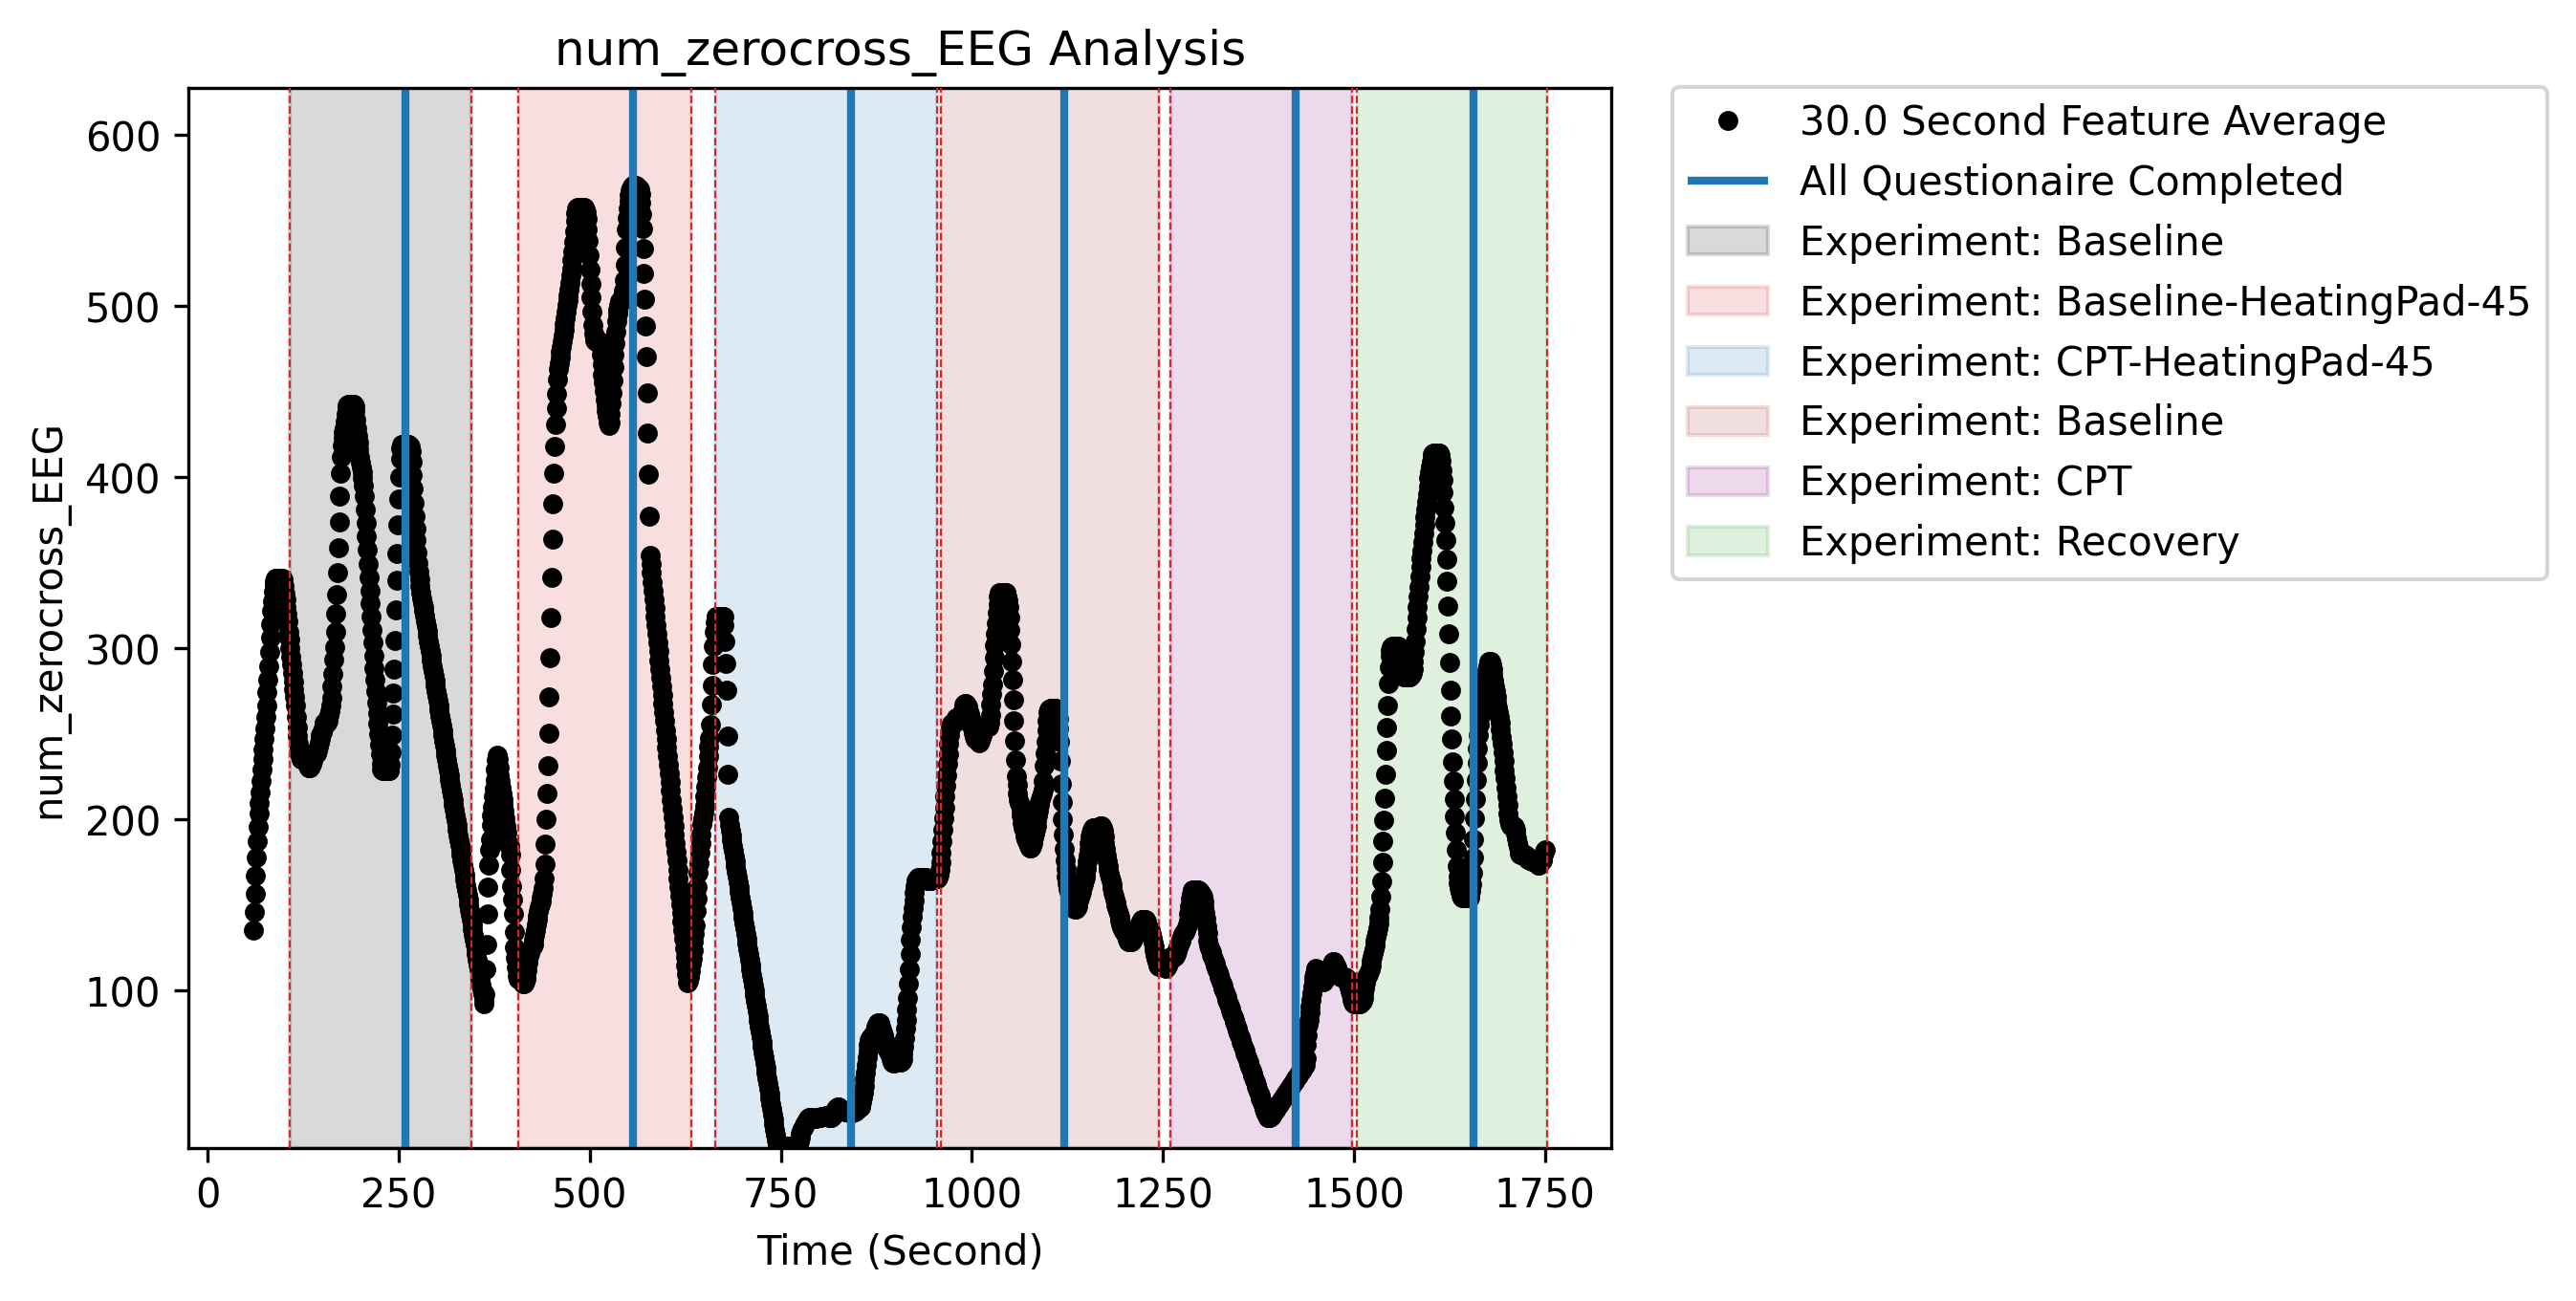 num_zerocross_EEG Analysis
600
500
400
300
200
100
num_zerocross_EEG
0
250
500
750
1000
1250
1500
1750
Time (Second)
30.0 Second Feature Average
All Questionaire Completed
Experiment: Baseline
Experiment: Baseline-HeatingPad-45
Experiment: CPT-HeatingPad-45
Experiment: Baseline
Experiment: CPT
Experiment: Recovery